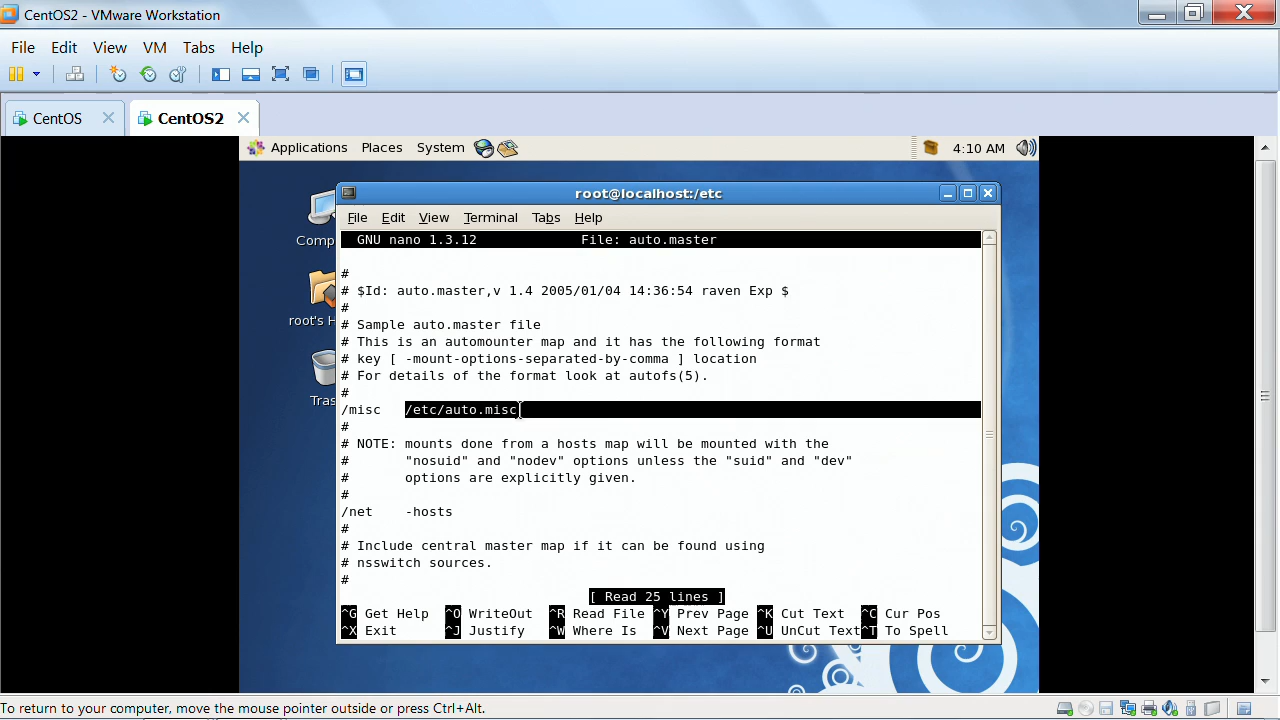 CentOS2 - VMware Workstation
File Edit View VM Tabs Help
CentOS CentOS2
Applications Places System 4:10 AM
root@localhost:/etc
File Edit View Terminal Tabs Help
GNU nano 1.3.12 File: auto.master
#
# $Id: auto.master,v 1.4 2005/01/04 14:36:54 raven Exp $
#
# Sample auto.master file
# This is an automounter map and it has the following format
# key [ -mount-options-separated-by-comma ] location
# For details of the format look at autofs(5).
#
/misc /etc/auto.misc
#
# NOTE: mounts done from a hosts map will be mounted with the
# "nosuid" and "nodev" options unless the "suid" and "dev"
# options are explicitly given.
#
/net -hosts
#
# Include central master map if it can be found using
# nsswitch sources.
#
[ Read 25 lines ]
^G Get Help ^O WriteOut ^R Read File ^Y Prev Page ^K Cut Text ^C Cur Pos
^X Exit ^J Justify ^W Where Is ^V Next Page ^U UnCut Text ^T To Spell
Comp
root's H
Tras
To return to your computer, move the mouse pointer outside or press Ctrl+Alt.